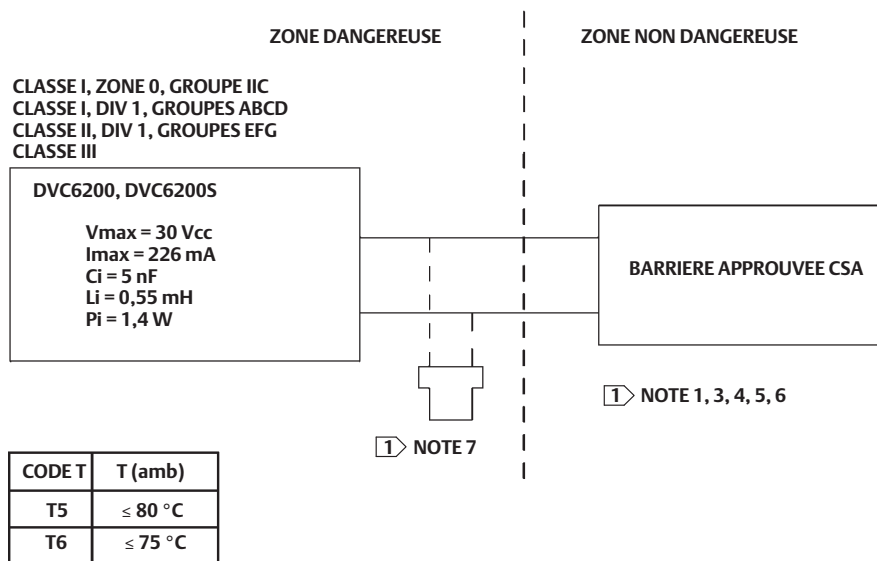 ZONE DANGEREUSE
ZONE NON DANGEREUSE
CLASSE I, ZONE 0, GROUPE IIC
CLASSE I, DIV 1, GROUPES ABCD
CLASSE II, DIV 1, GROUPES EFG
CLASSE III
DVC6200, DVC6200S
Vmax = 30 Vcc
Imax = 226 mA
Ci = 5 nF
Li = 0,55 mH
Pi = 1,4 W
BARRIERE APPROUVEE CSA
1 NOTE 1, 3, 4, 5, 6
1 NOTE 7
CODE T T (amb)
T5 ≤ 80 °C
T6 ≤ 75 °C